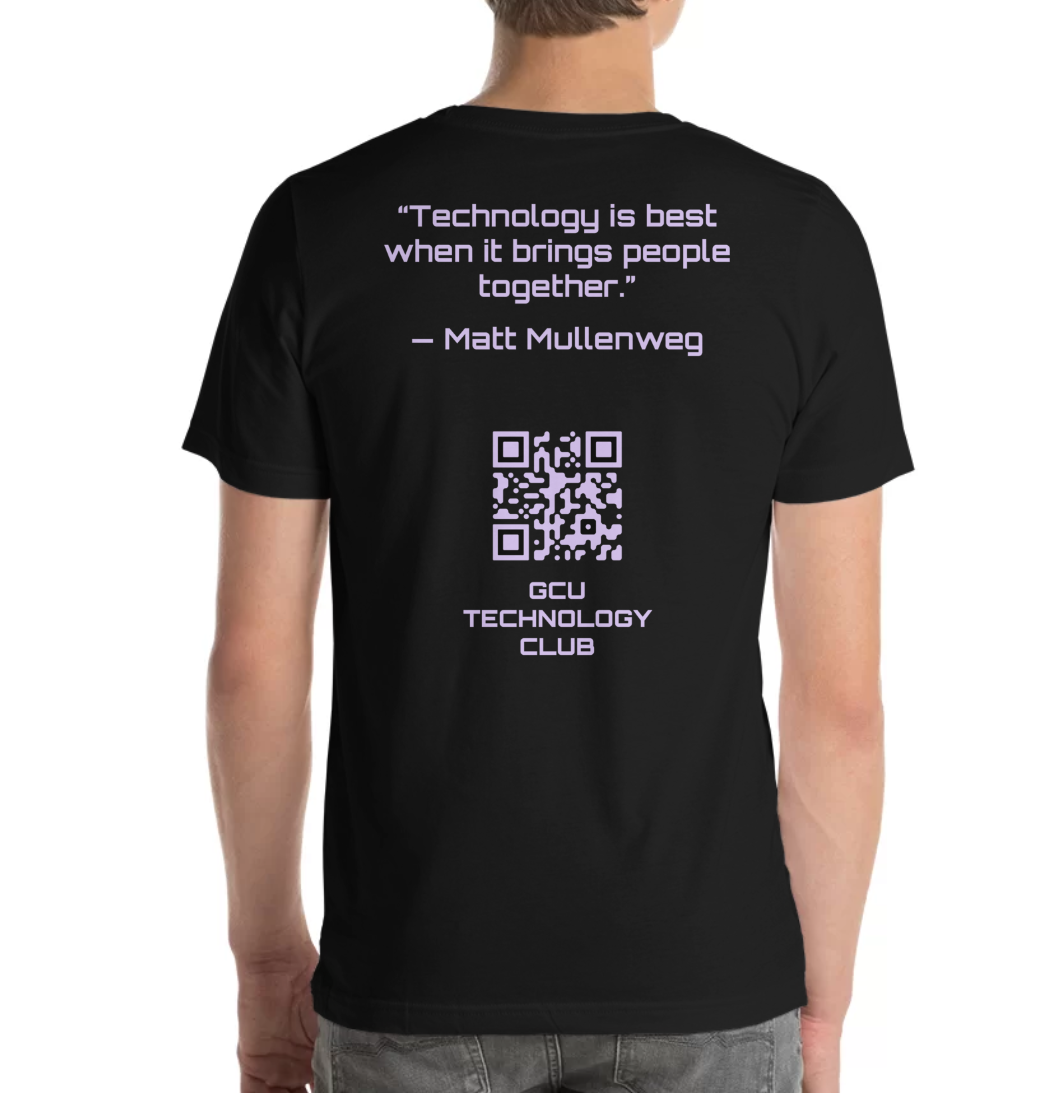 “Technology is best
when it brings people
together.”
— Matt Mullenweg
GCU
TECHNOLOGY
CLUB